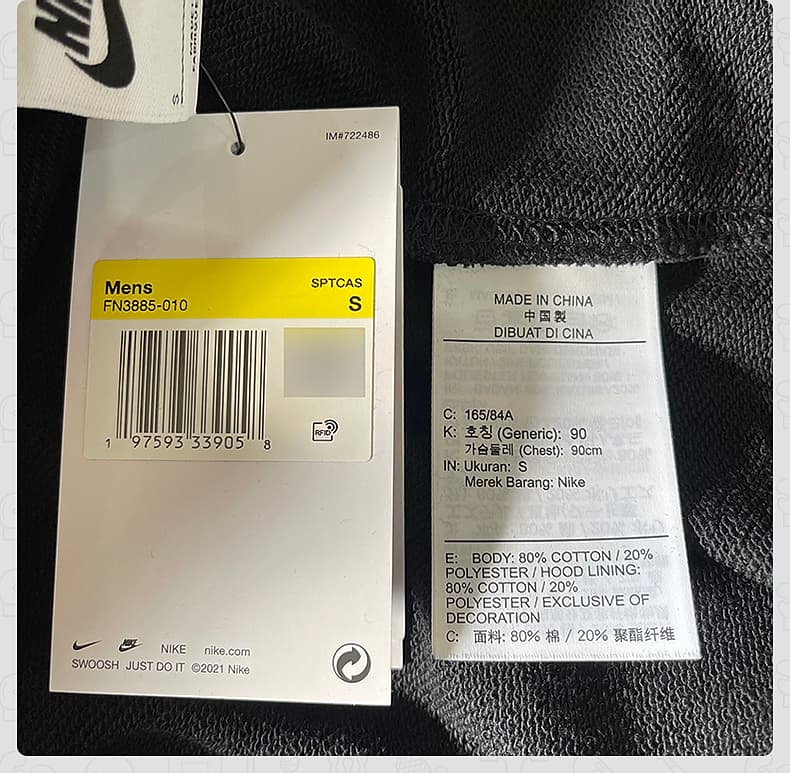 S
IM#722486
Mens
SPTCAS
FN3885-010
S
1 97593 33905 8
RFID
NIKE nike.com
SWOOSH JUST DO IT ©2021 Nike
MADE IN CHINA
中国製
DIBUAT DI CINA
C: 165/84A
K: 호칭 (Generic): 90
가슴둘레 (Chest): 90cm
IN: Ukuran: S
Merek Barang: Nike
E: BODY: 80% COTTON / 20%
POLYESTER / HOOD LINING:
80% COTTON / 20%
POLYESTER / EXCLUSIVE OF
DECORATION
C: 面料: 80% 棉 / 20% 聚酯纤维